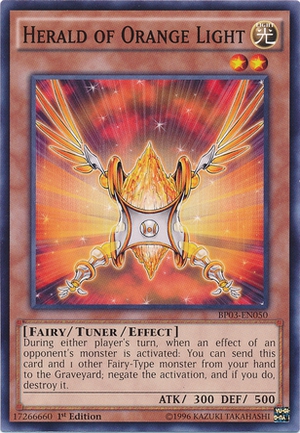 HERALD OF ORANGE LIGHT
LIGHT
光
BP03-EN050
[FAIRY/ TUNER /EFFECT]
During either player's turn, when an effect of
an opponent's monster is activated: You can send
this card and 1 other Fairy-Type monster from your
hand to the Graveyard; negate the activation, and if
you do, destroy it.
ATK/ 300 DEF/ 500
17266660 1st Edition ©1996 KAZUKI TAKAHASHI